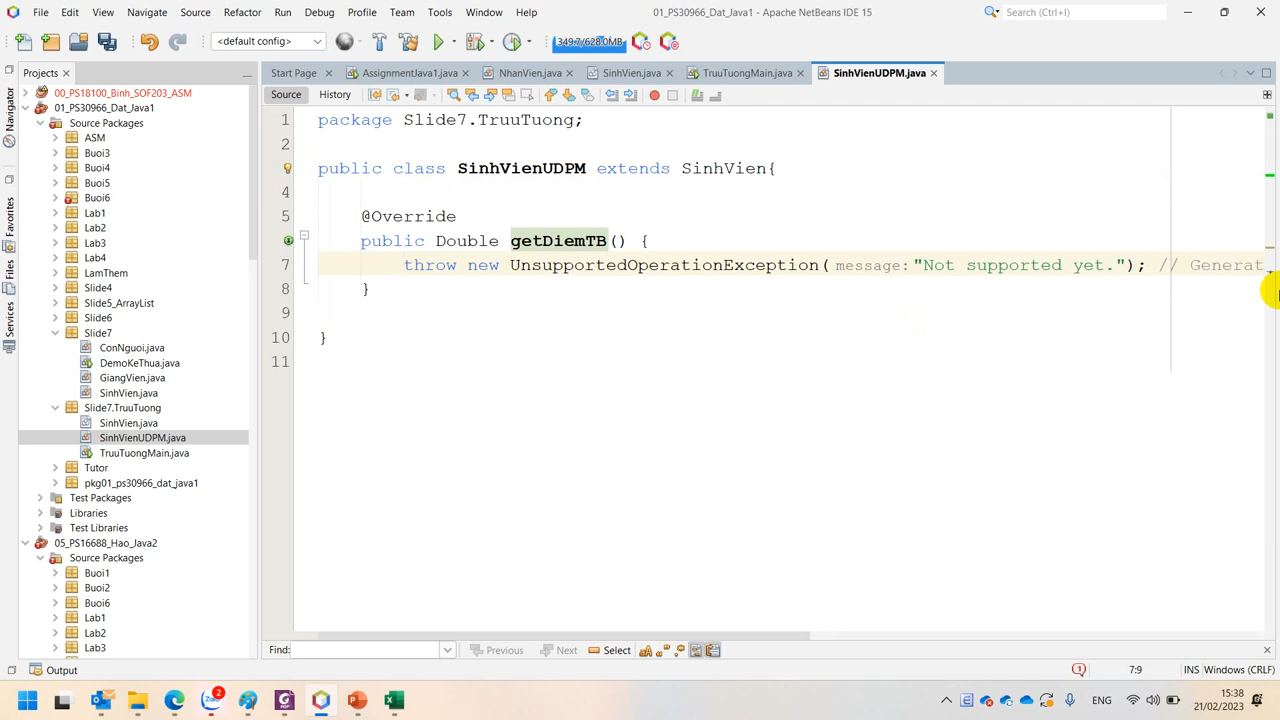 File Edit View Navigate Source Refactor Run Debug Profile Team Tools Window Help
01_PS30966_Dat_Java1 - Apache NetBeans IDE 15
Search (Ctrl+I)
<default config>
349.7/628.0MB
Projects
Start Page
AssignmentJava1.java
NhanVien.java
SinhVien.java
TruuTuongMain.java
SinhVienUDPM.java
Source History
Navigator
Favorites
Files
Services
00_PS18100_Binh_SOF203_ASM
01_PS30966_Dat_Java1
Source Packages
ASM
Buoi3
Buoi4
Buoi5
Buoi6
Lab1
Lab2
Lab3
Lab4
LamThem
Slide4
Slide5_ArrayList
Slide6
Slide7
ConNguoi.java
DemoKeThua.java
GiangVien.java
SinhVien.java
Slide7.TruuTuong
SinhVien.java
SinhVienUDPM.java
TruuTuongMain.java
Tutor
pkg01_ps30966_dat_java1
Test Packages
Libraries
Test Libraries
05_PS16688_Hao_Java2
Source Packages
Buoi1
Buoi2
Buoi6
Lab1
Lab2
Lab3
1 package Slide7.TruuTuong;
2
public class SinhVienUDPM extends SinhVien{
4
5 @Override
public Double getDiemTB() {
7 throw new UnsupportedOperationException(message:"Not supported yet."); // Generat
8 }
9
10 }
11
Find: Previous Next Select
Output
1
7:9
INS Windows (CRLF)
Zalo
2
ENG
15:38
21/02/2023